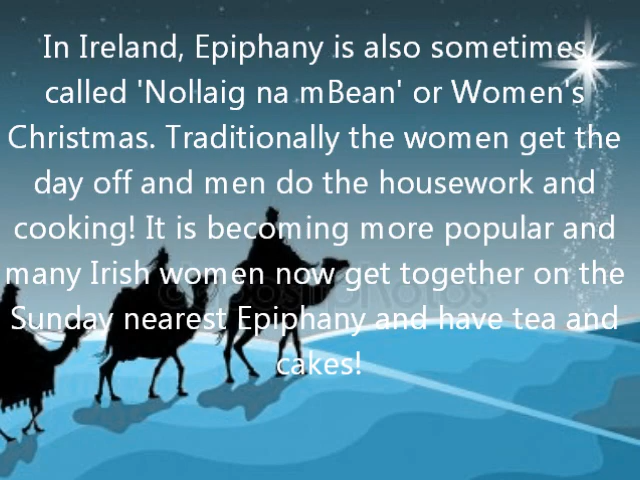 In Ireland, Epiphany is also sometimes
called 'Nollaig na mBean' or Women's
Christmas. Traditionally the women get the
day off and men do the housework and
cooking! It is becoming more popular and
many Irish women now get together on the
depositphotos
Sunday nearest Epiphany and have tea and
cakes!